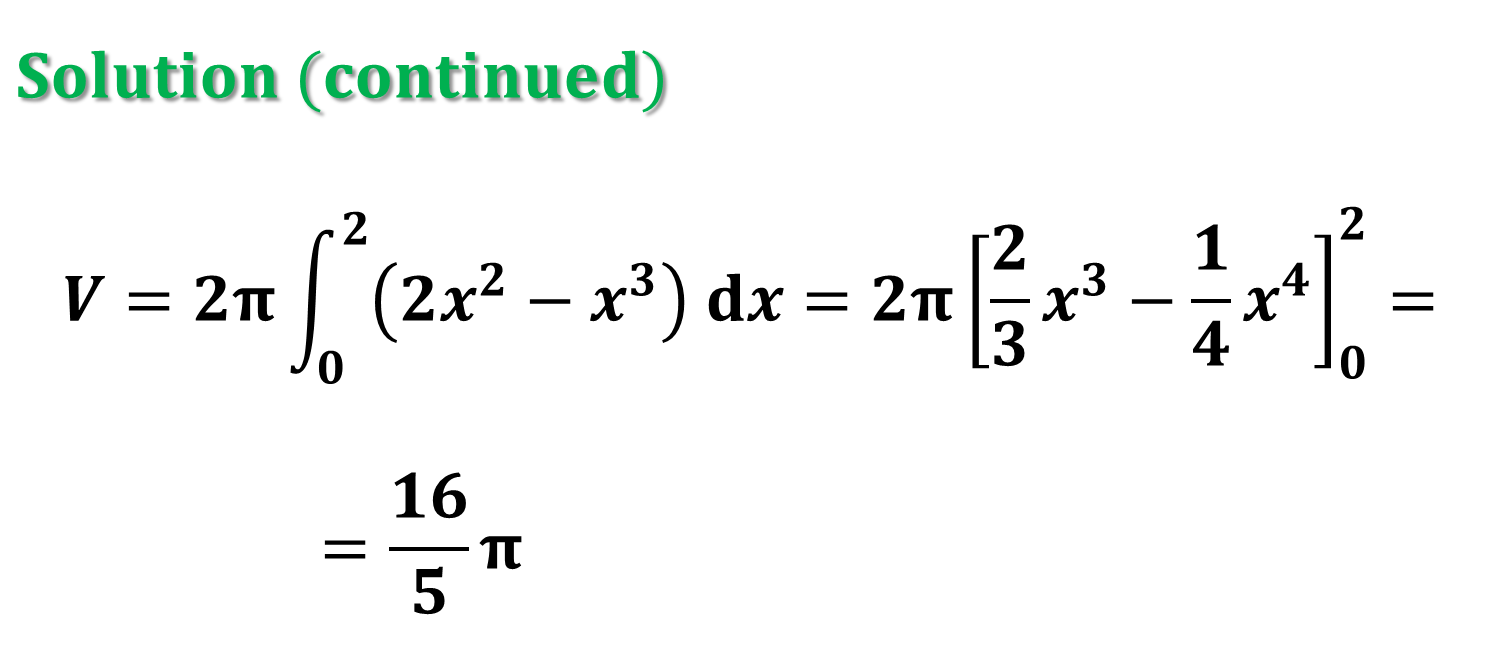 Solution (continued)
V = 2π ∫₀² (2x² − x³) dx = 2π [2/3 x³ − 1/4 x⁴]₀² =
= 16/5 π